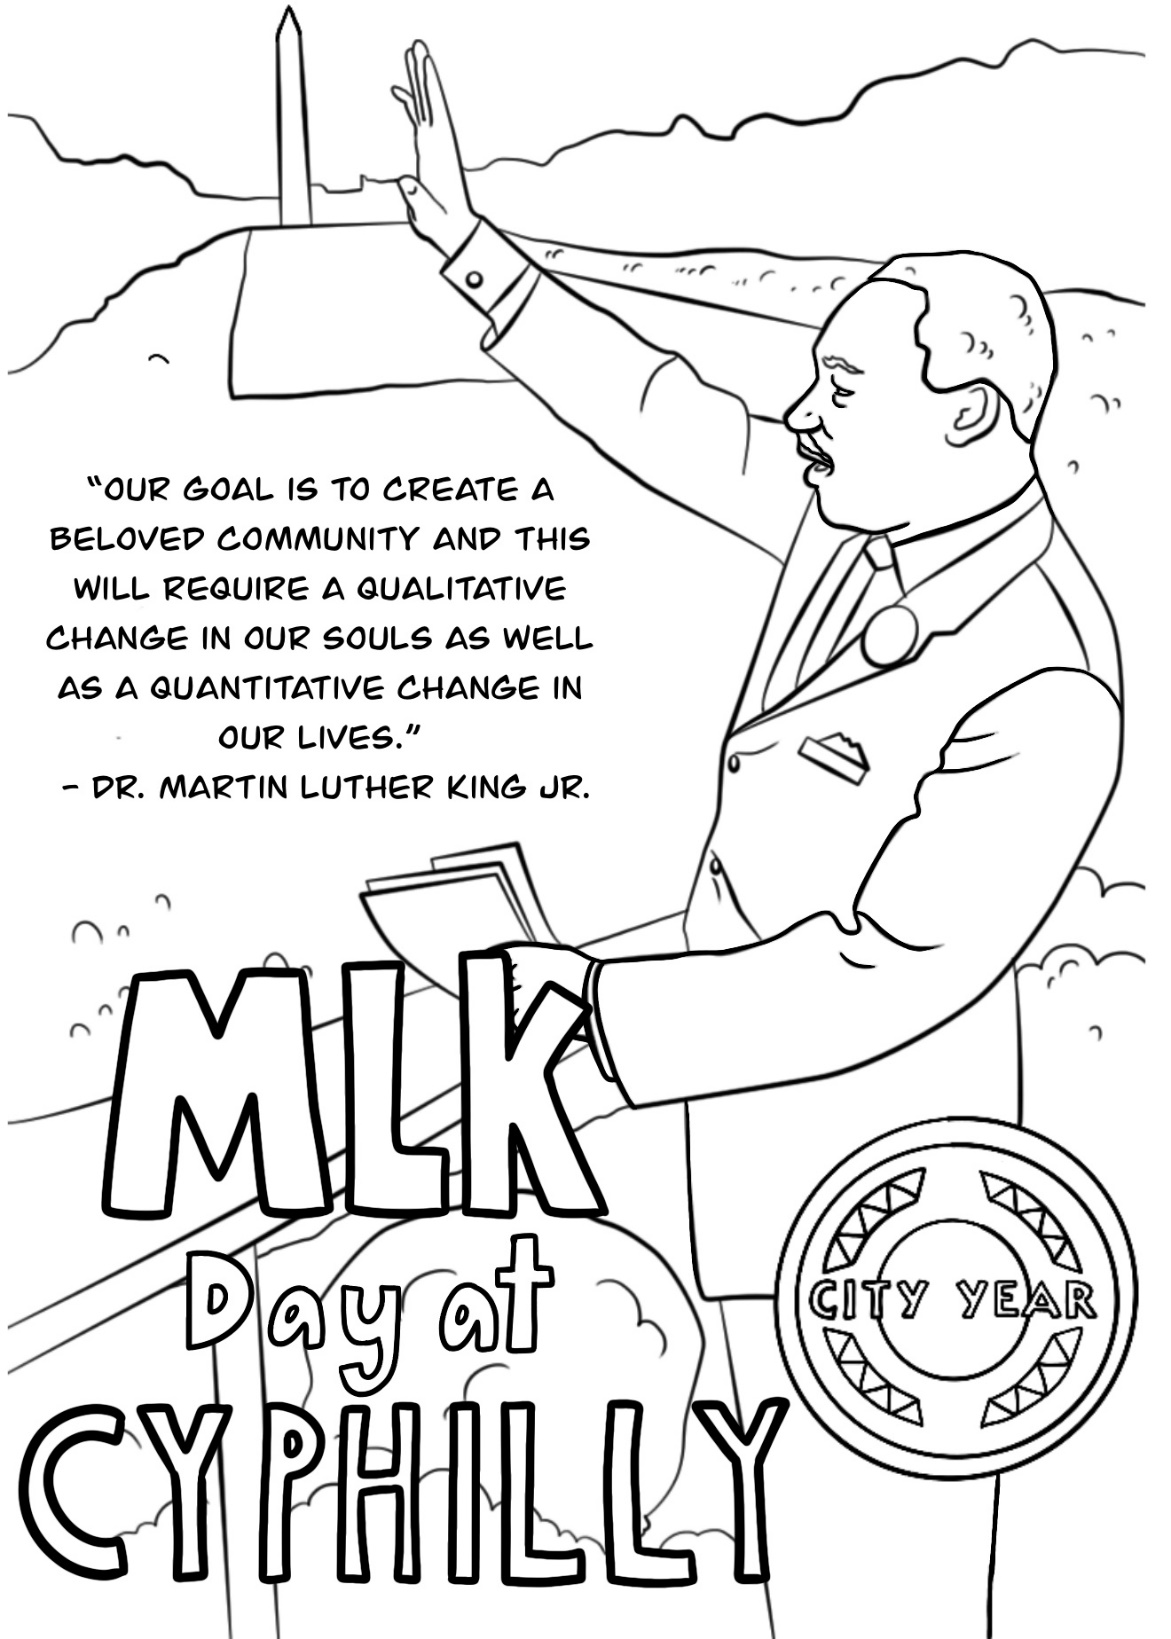 “OUR GOAL IS TO CREATE A
BELOVED COMMUNITY AND THIS
WILL REQUIRE A QUALITATIVE
CHANGE IN OUR SOULS AS WELL
AS A QUANTITATIVE CHANGE IN
OUR LIVES.”
- DR. MARTIN LUTHER KING JR.
MLK
Day at
CYPHILLY
CITY YEAR